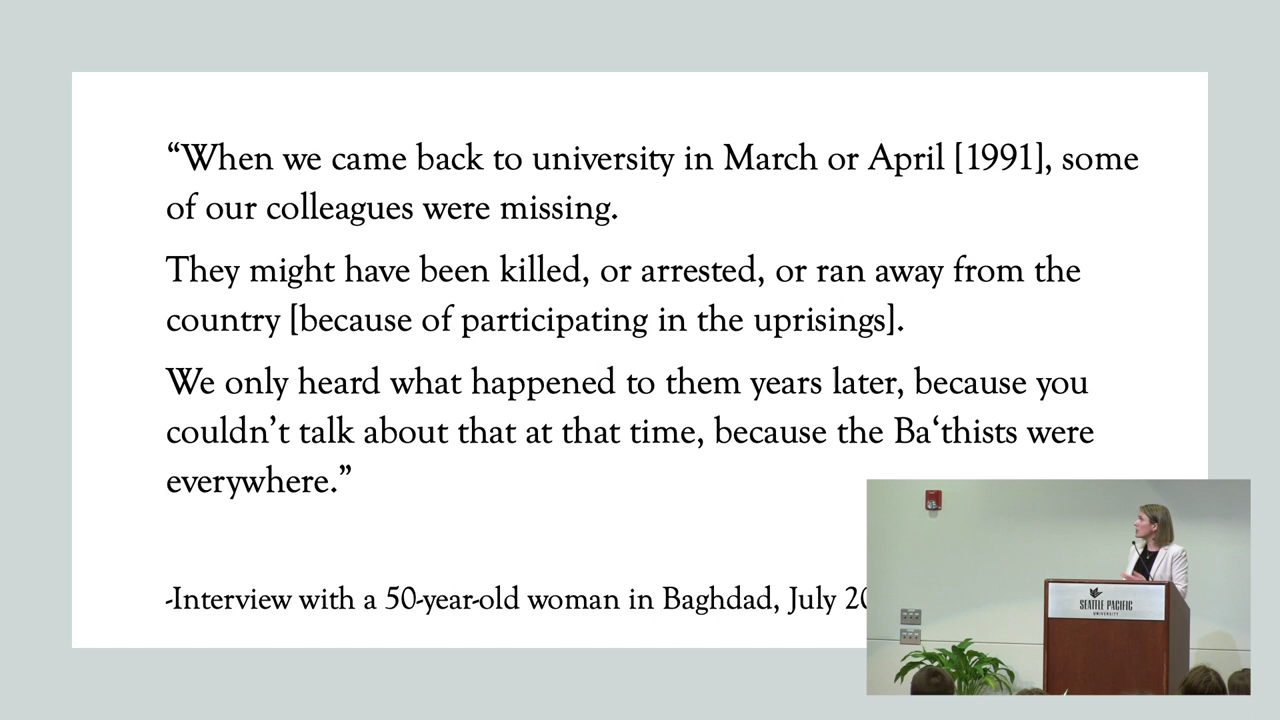 “When we came back to university in March or April [1991], some
of our colleagues were missing.
They might have been killed, or arrested, or ran away from the
country [because of participating in the uprisings].
We only heard what happened to them years later, because you
couldn’t talk about that at that time, because the Ba‘thists were
everywhere.”
-Interview with a 50-year-old woman in Baghdad, July
SEATTLE PACIFIC
UNIVERSITY